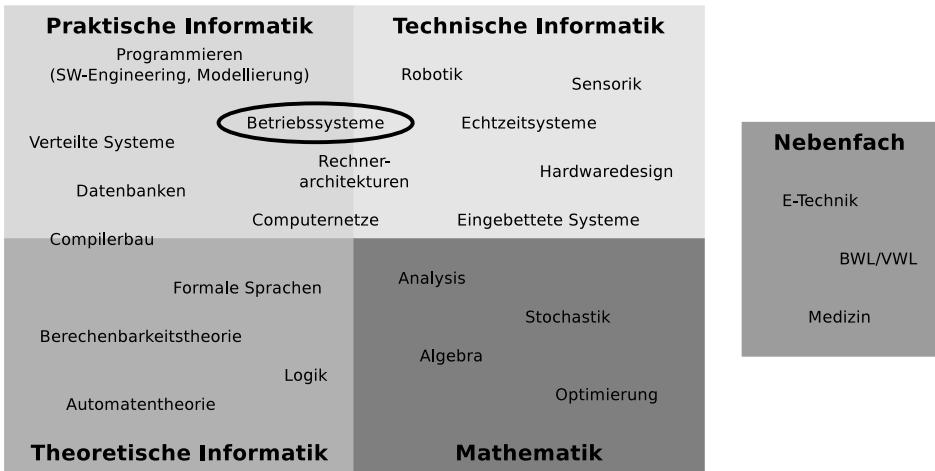 Praktische Informatik
Programmieren
(SW-Engineering, Modellierung)
Betriebssysteme
Verteilte Systeme
Rechner-
architekturen
Datenbanken
Computernetze
Compilerbau
Technische Informatik
Robotik
Sensorik
Echtzeitsysteme
Hardwaredesign
Eingebettete Systeme
Formale Sprachen
Berechenbarkeitstheorie
Logik
Automatentheorie
Theoretische Informatik
Analysis
Stochastik
Algebra
Optimierung
Mathematik
Nebenfach
E-Technik
BWL/VWL
Medizin